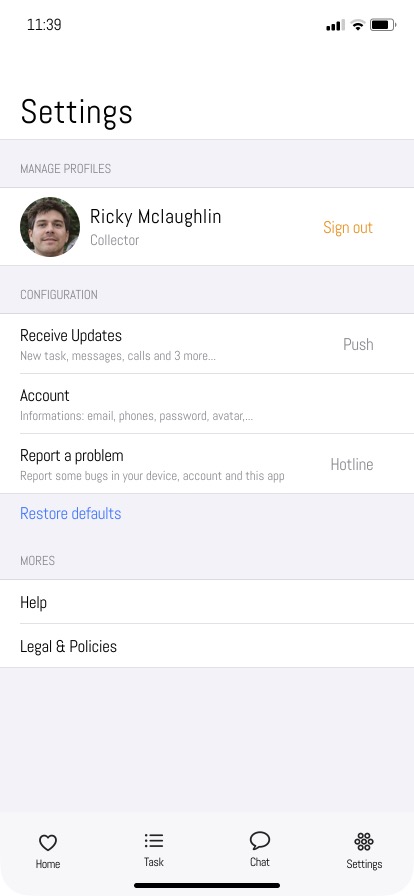 11:39
Settings
MANAGE PROFILES
Ricky Mclaughlin
Collector
Sign out
CONFIGURATION
Receive Updates
New task, messages, calls and 3 more...
Push
Account
Informations: email, phones, password, avatar,...
Report a problem
Report some bugs in your device, account and this app
Hotline
Restore defaults
MORES
Help
Legal & Policies
Home
Task
Chat
Settings